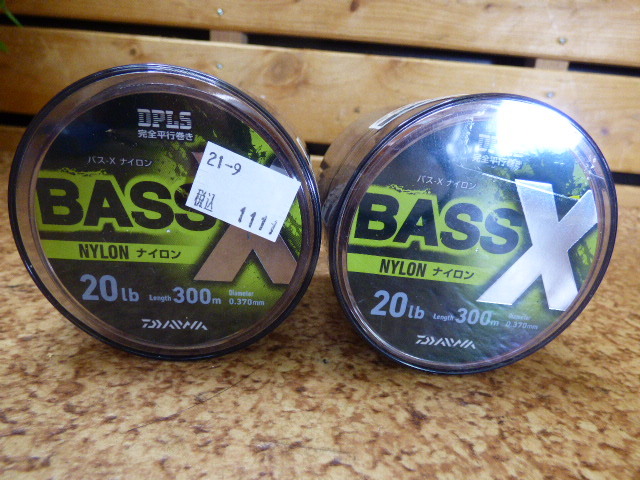 DPLS
完全平行巻き
21-9
税込 1111
BASS X
NYLON ナイロン
20lb Length 300m Diameter 0.370mm
DAIWA
DPLS
完全平行巻き
バス-X ナイロン
BASS X
NYLON ナイロン
20lb Length 300m Diameter 0.370mm
DAIWA